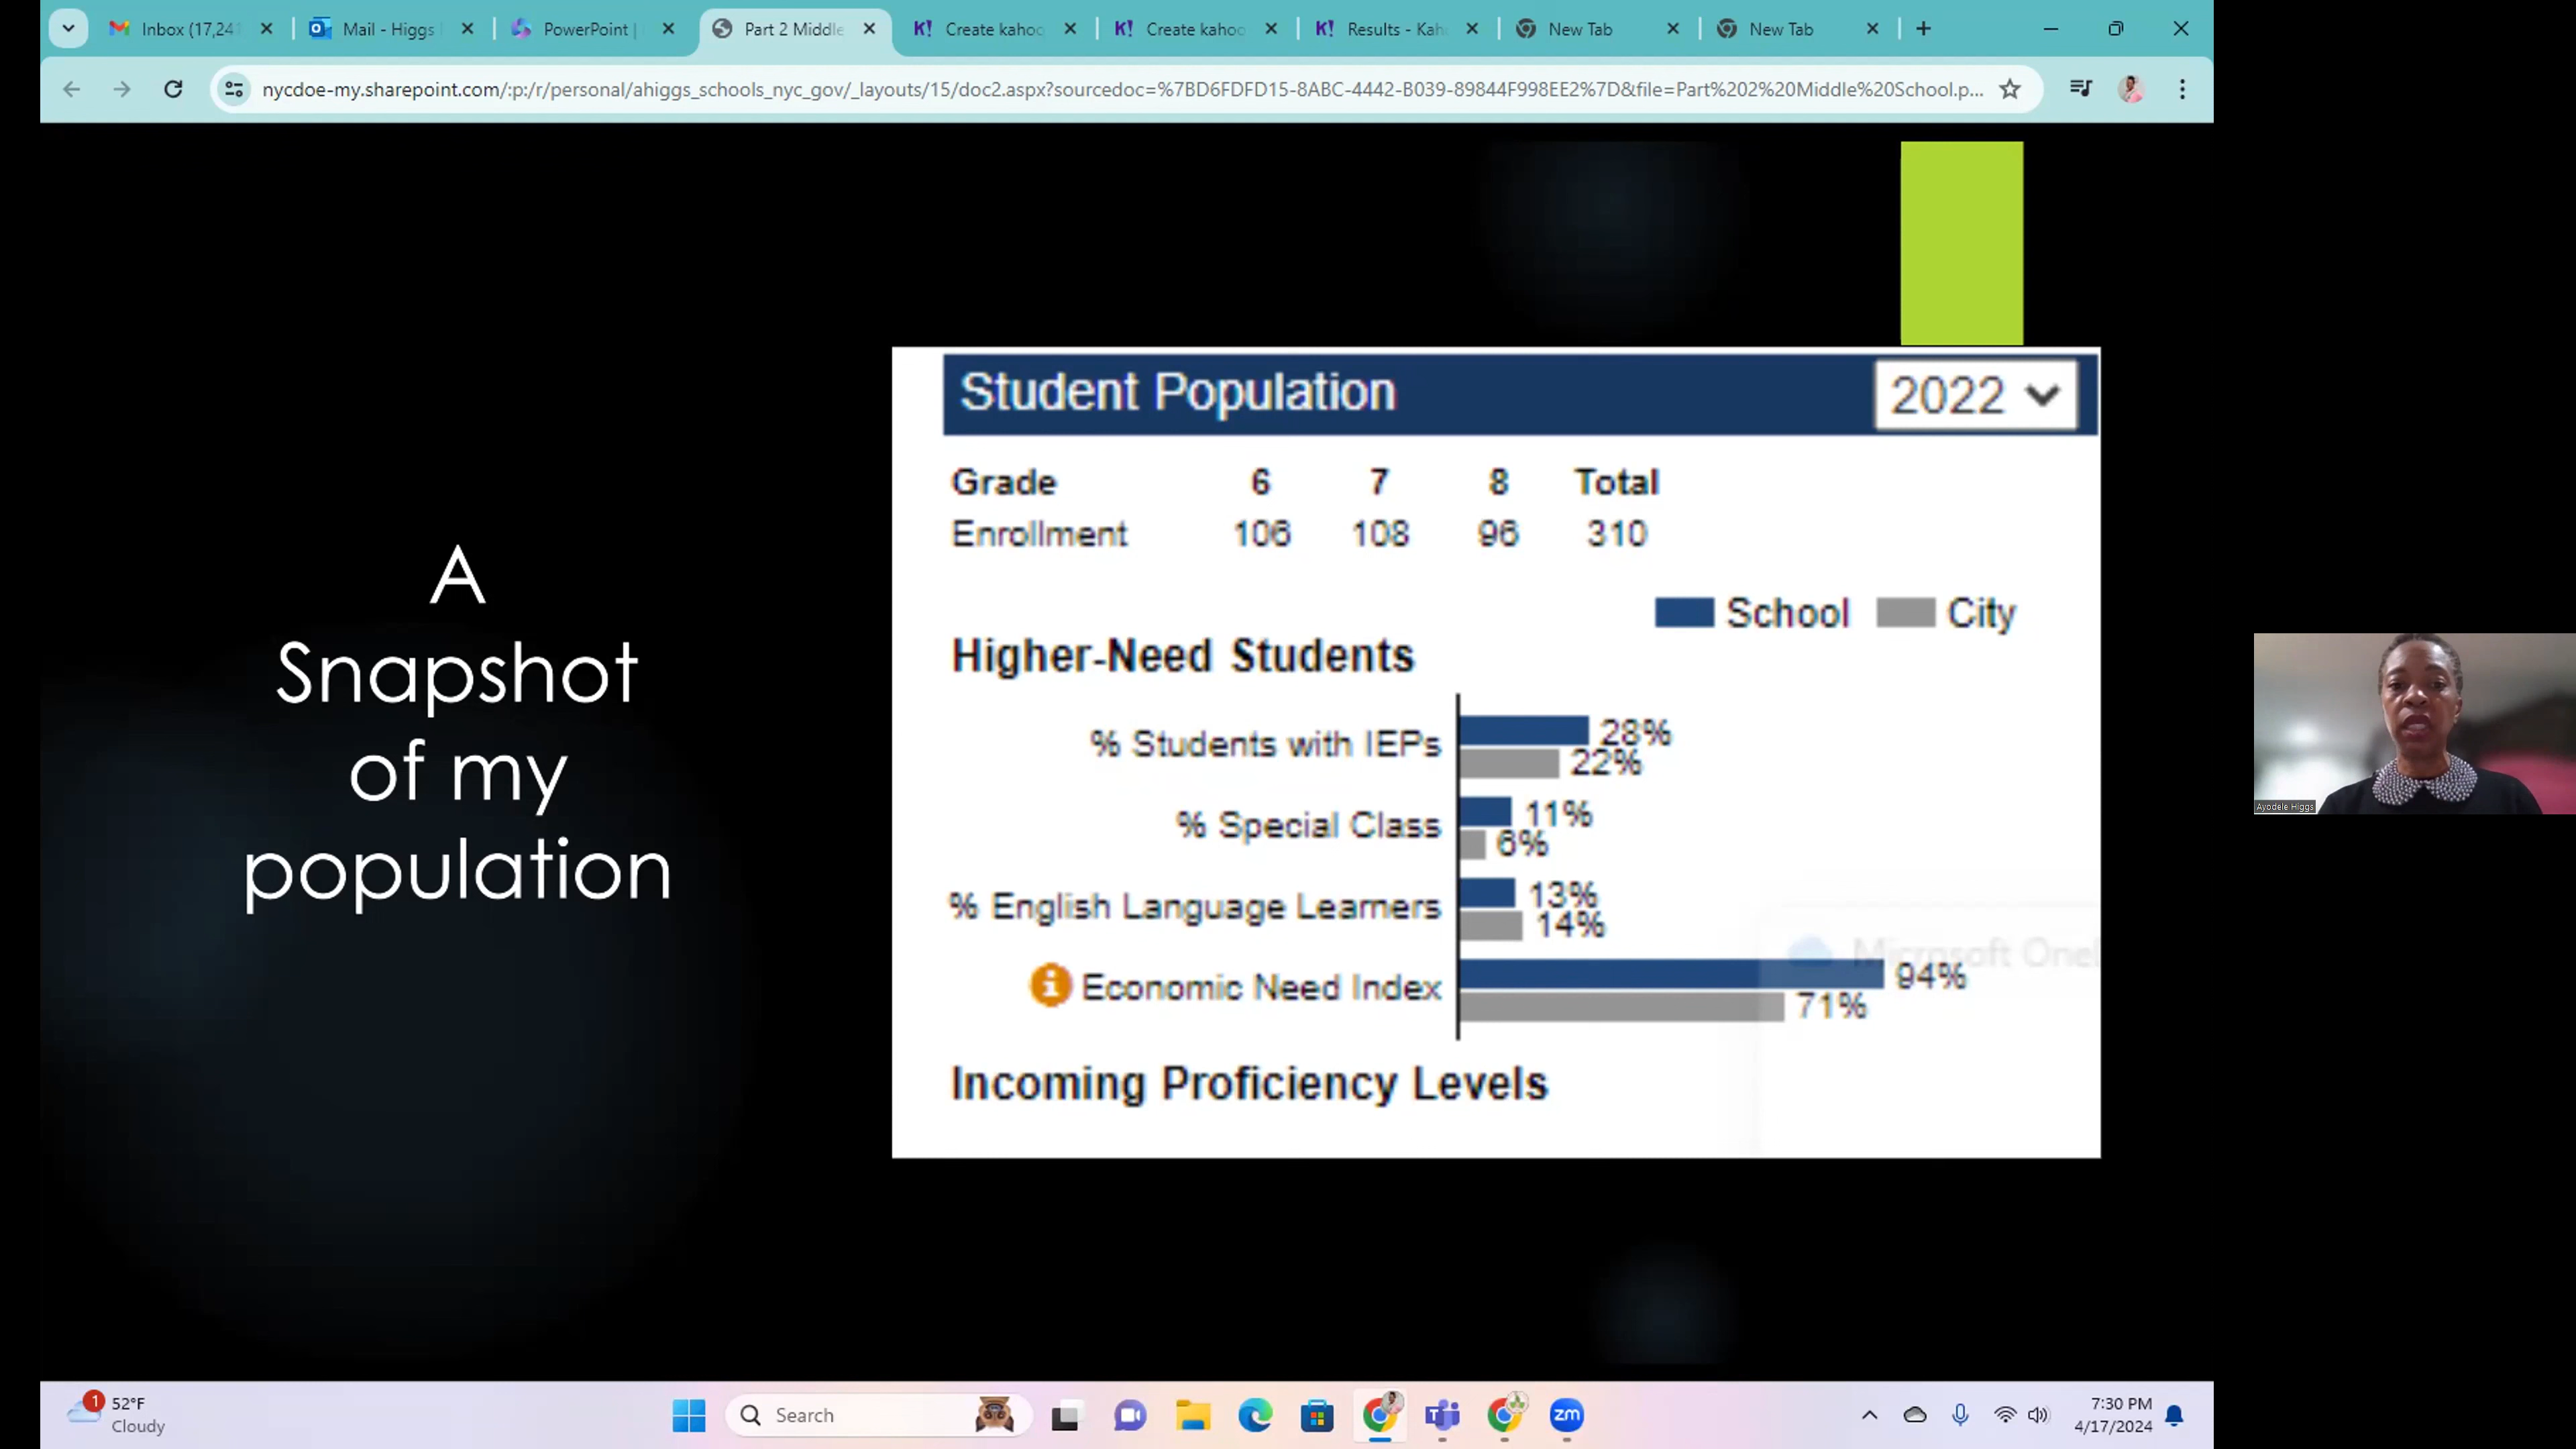 Inbox (17,241
Mail - Higgs
PowerPoint |
Part 2 Middle
K! Create kahoo
K! Create kahoo
K! Results - Kah
New Tab
New Tab
nycdoe-my.sharepoint.com/:p:/r/personal/ahiggs_schools_nyc_gov/_layouts/15/doc2.aspx?sourcedoc=%7BD6FDFD15-8ABC-4442-B039-89844F998EE2%7D&file=Part%202%20Middle%20School.p...
A
Snapshot
of my
population
Student Population 2022
Grade 6 7 8 Total
Enrollment 106 108 96 310
School City
Higher-Need Students
% Students with IEPs 28% 22%
% Special Class 11% 6%
% English Language Learners 13% 14%
Economic Need Index 94% 71%
Incoming Proficiency Levels
Microsoft One
Ayodele Higgs
1
52°F
Cloudy
Search
zm
7:30 PM
4/17/2024